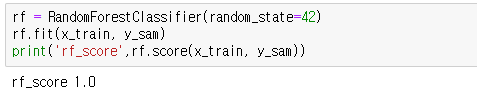 rf = RandomForestClassifier(random_state=42)
rf.fit(x_train, y_sam)
print('rf_score',rf.score(x_train, y_sam))
rf_score 1.0